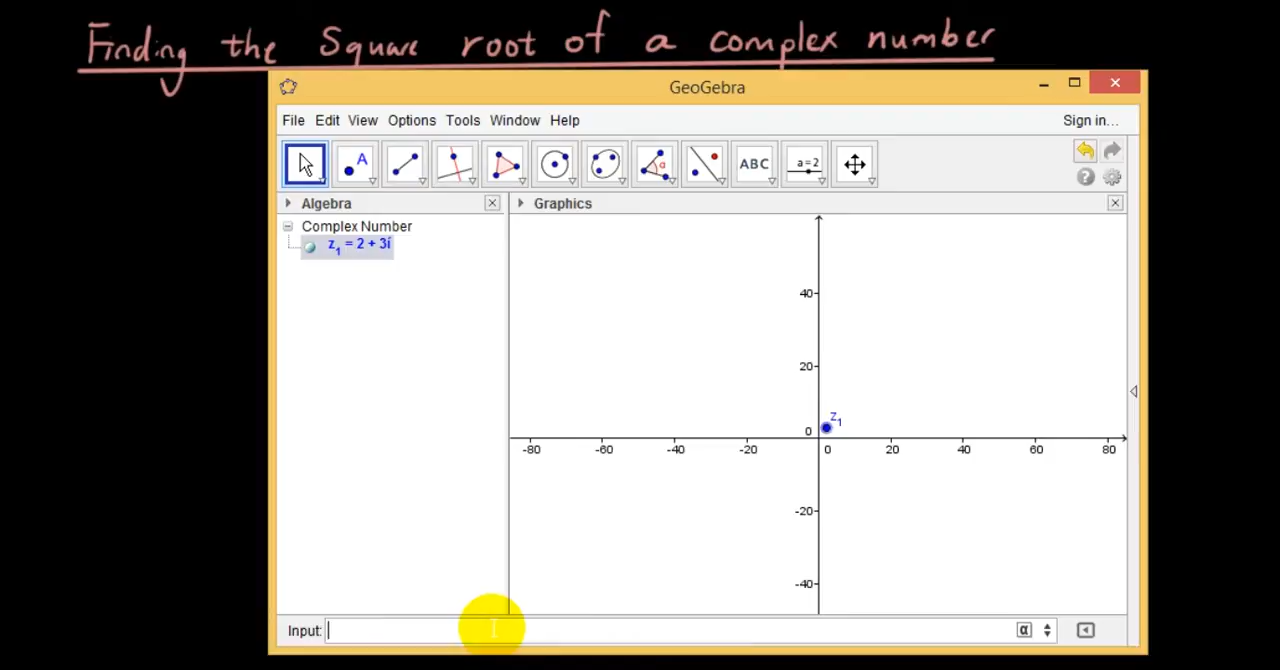 Finding the Square root of a complex number
GeoGebra
File Edit View Options Tools Window Help Sign in...
A α ABC a=2
Algebra Graphics
Complex Number
z₁ = 2 + 3i
40
20
z₁
0
-80 -60 -40 -20 0 20 40 60 80
-20
-40
Input: α